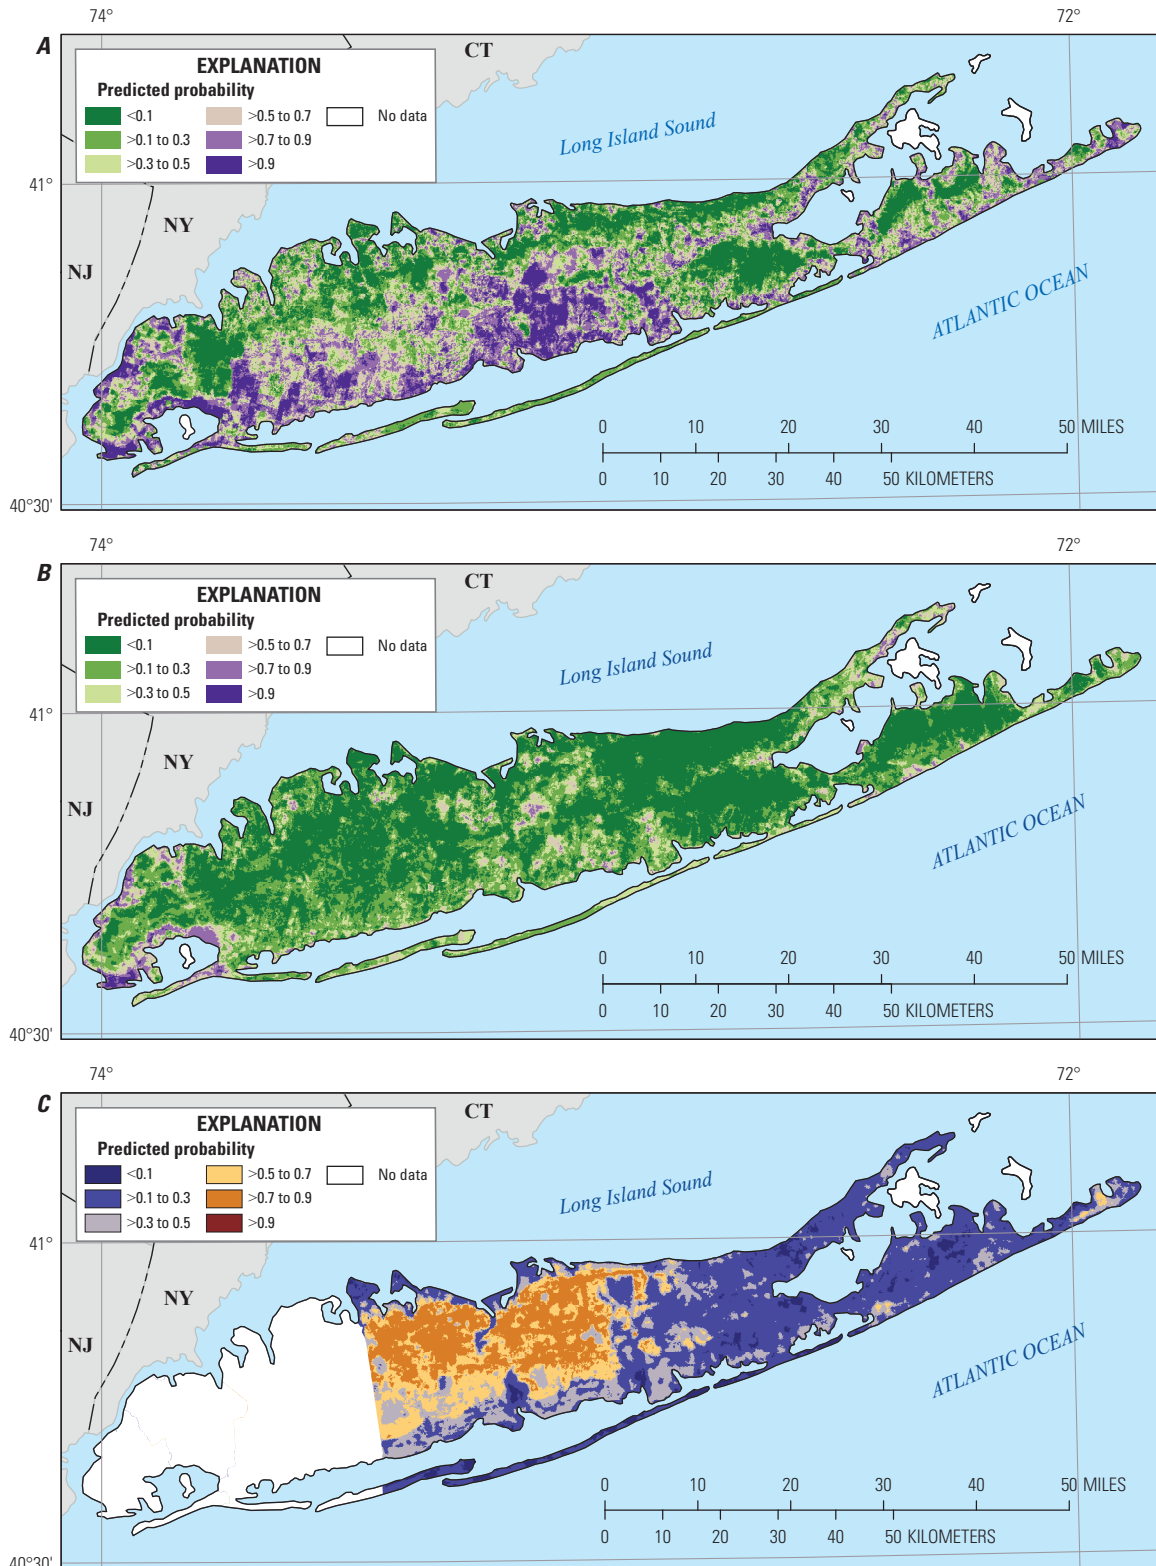 74°
72°
A
CT
EXPLANATION
Predicted probability
<0.1
>0.5 to 0.7
No data
>0.1 to 0.3
>0.7 to 0.9
>0.3 to 0.5
>0.9
Long Island Sound
41°
NY
NJ
ATLANTIC OCEAN
0 10 20 30 40 50 MILES
0 10 20 30 40 50 KILOMETERS
40°30'
74°
72°
B
CT
EXPLANATION
Predicted probability
<0.1
>0.5 to 0.7
No data
>0.1 to 0.3
>0.7 to 0.9
>0.3 to 0.5
>0.9
Long Island Sound
41°
NY
NJ
ATLANTIC OCEAN
0 10 20 30 40 50 MILES
0 10 20 30 40 50 KILOMETERS
40°30'
74°
72°
C
CT
EXPLANATION
Predicted probability
<0.1
>0.5 to 0.7
No data
>0.1 to 0.3
>0.7 to 0.9
>0.3 to 0.5
>0.9
Long Island Sound
41°
NY
NJ
ATLANTIC OCEAN
0 10 20 30 40 50 MILES
0 10 20 30 40 50 KILOMETERS
40°30'